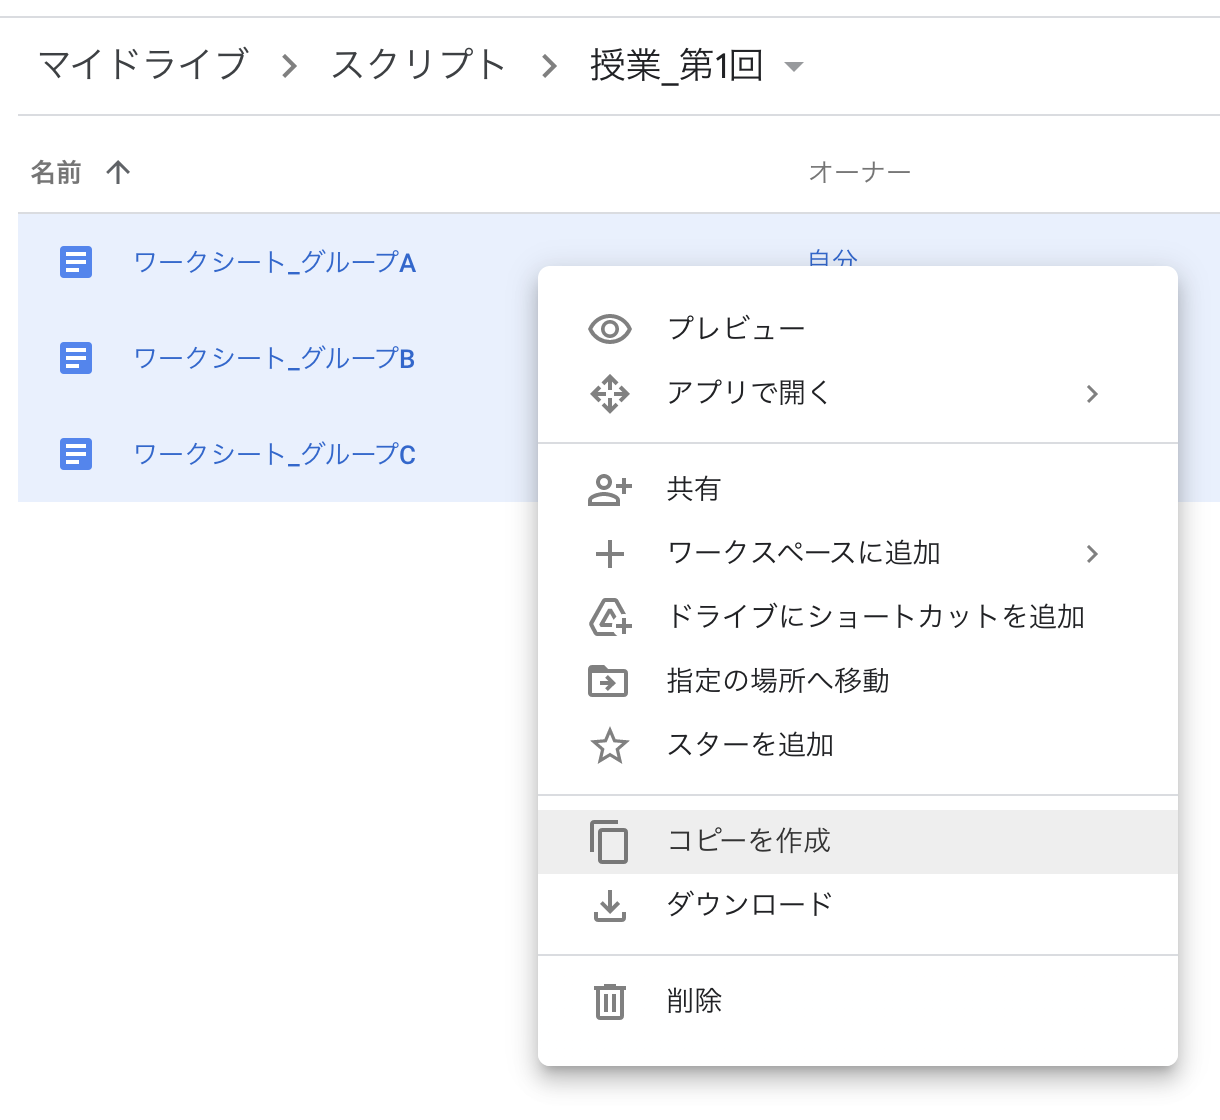 マイドライブ > スクリプト > 授業_第1回
名前 ↑ オーナー
ワークシート_グループA 自分
ワークシート_グループB
ワークシート_グループC
プレビュー
アプリで開く
共有
ワークスペースに追加
ドライブにショートカットを追加
指定の場所へ移動
スターを追加
コピーを作成
ダウンロード
削除